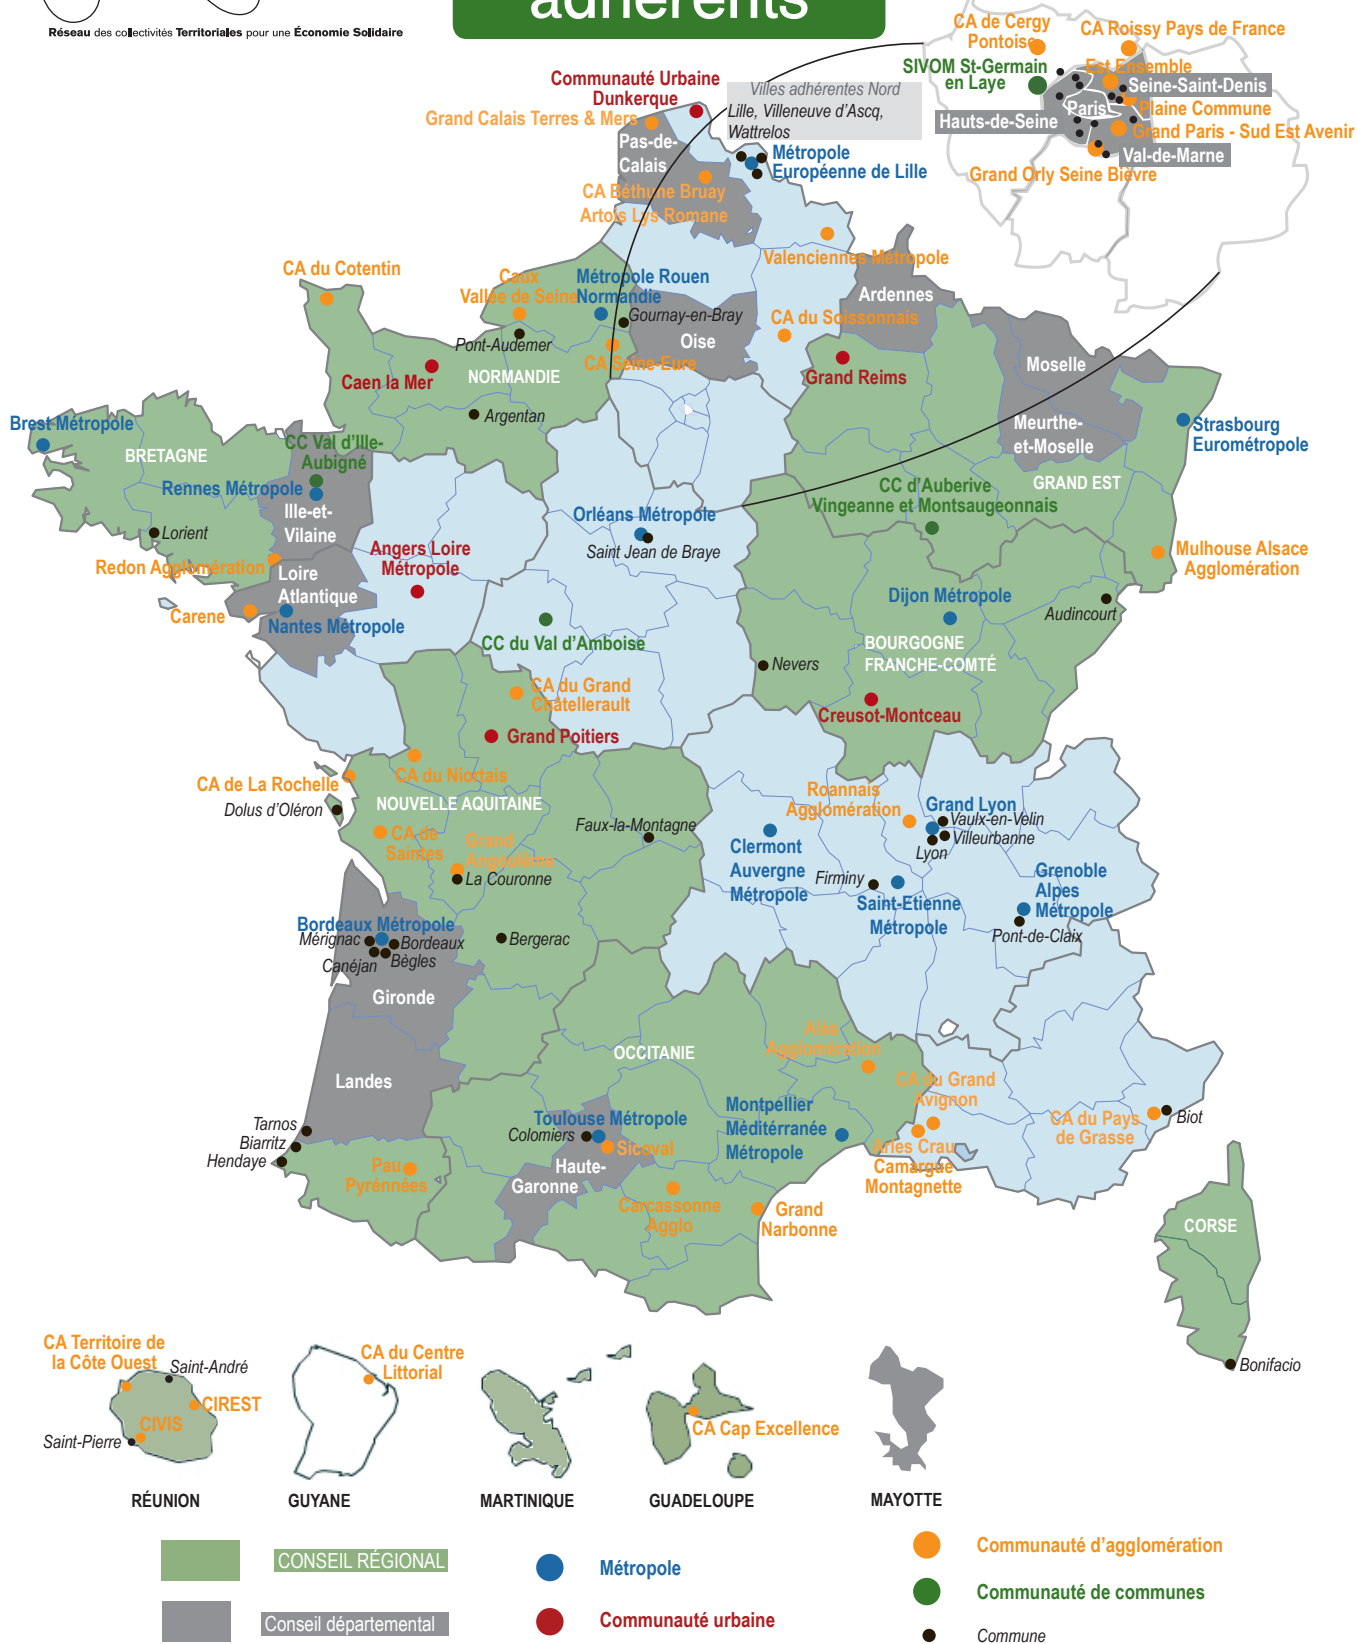 adhérents
Réseau des collectivités Territoriales pour une Économie Solidaire
CA de Cergy
Pontoise
CA Roissy Pays de France
SIVOM St-Germain
en Laye
Est Ensemble
Seine-Saint-Denis
Paris
Plaine Commune
Hauts-de-Seine
Grand Paris - Sud Est Avenir
Val-de-Marne
Grand Orly Seine Bièvre
Communauté Urbaine
Dunkerque
Villes adhérentes Nord
Lille, Villeneuve d'Ascq,
Wattrelos
Grand Calais Terres & Mers
Pas-de-
Calais
Métropole
Européenne de Lille
CA Béthune Bruay
Artois Lys Romane
Valenciennes Métropole
CA du Cotentin
Caux
Vallée de Seine
Métropole Rouen
Normandie
Gournay-en-Bray
Pont-Audemer
Oise
Ardennes
CA du Soissonnais
CA Seine-Eure
NORMANDIE
Caen la Mer
Grand Reims
Moselle
Argentan
Brest Métropole
Meurthe-
et-Moselle
Strasbourg
Eurométropole
BRETAGNE
CC Val d'Ille-
Aubigné
Rennes Métropole
Ille-et-
Vilaine
GRAND EST
CC d'Auberive
Vingeanne et Montsaugeonnais
Lorient
Orléans Métropole
Saint Jean de Braye
Angers Loire
Métropole
Mulhouse Alsace
Agglomération
Redon Agglomération
Loire
Atlantique
Carene
Nantes Métropole
Dijon Métropole
Audincourt
CC du Val d'Amboise
BOURGOGNE
FRANCHE-COMTÉ
Nevers
CA du Grand
Châtellerault
Creusot-Montceau
Grand Poitiers
CA de La Rochelle
CA du Niortais
Dolus d'Oléron
NOUVELLE AQUITAINE
Roannais
Agglomération
Grand Lyon
Vaulx-en-Velin
Villeurbanne
Lyon
CA de
Saintes
Grand
Angoulême
La Couronne
Faux-la-Montagne
Clermont
Auvergne
Métropole
Firminy
Saint-Etienne
Métropole
Grenoble
Alpes
Métropole
Pont-de-Claix
Bordeaux Métropole
Mérignac
Bordeaux
Canéjan
Bègles
Bergerac
Gironde
OCCITANIE
Alès
Agglomération
Landes
CA du Grand
Avignon
Tarnos
Biarritz
Hendaye
Toulouse Métropole
Colomiers
Sicoval
Montpellier
Méditérranée
Métropole
CA du Pays
de Grasse
Biot
Arles Crau
Camargue
Montagnette
Pau
Pyrénnées
Haute-
Garonne
Carcassonne
Agglo
Grand
Narbonne
CORSE
Bonifacio
CA Territoire de
la Côte Ouest
Saint-André
CIREST
CIVIS
Saint-Pierre
CA du Centre
Littorial
CA Cap Excellence
RÉUNION
GUYANE
MARTINIQUE
GUADELOUPE
MAYOTTE
CONSEIL RÉGIONAL
Conseil départemental
Métropole
Communauté urbaine
Communauté d'agglomération
Communauté de communes
Commune